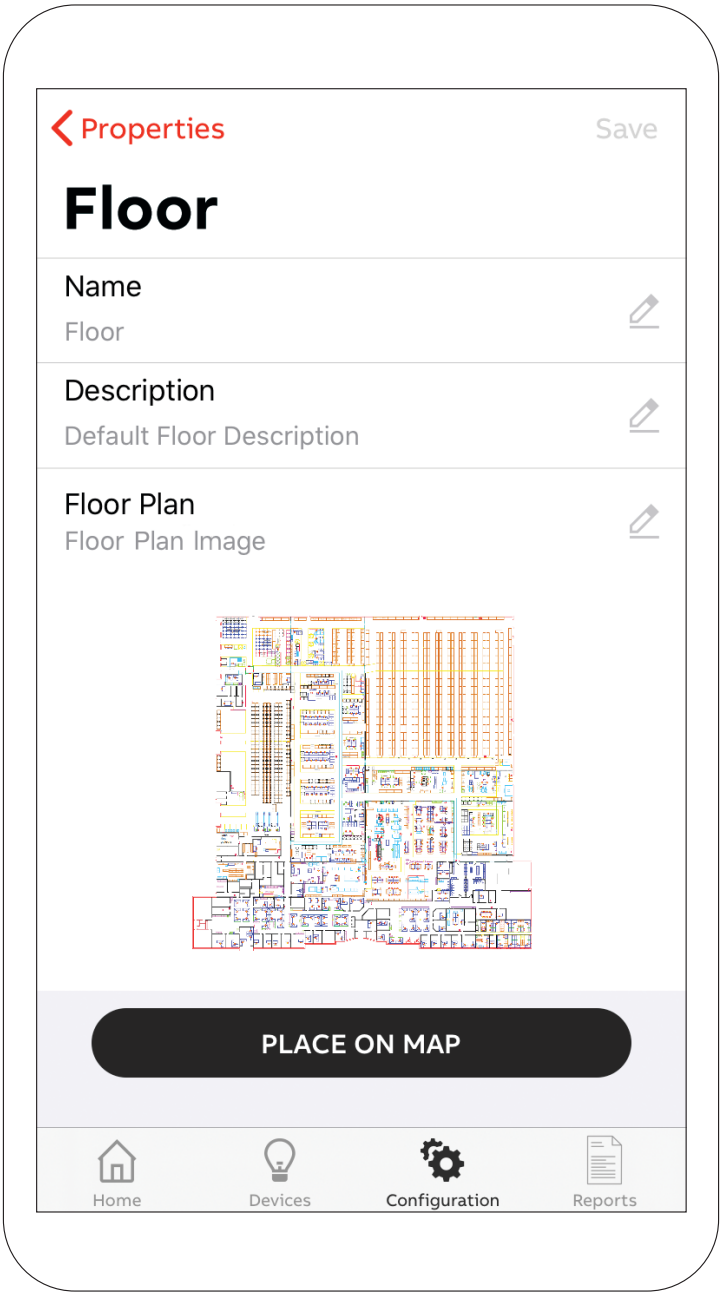 Properties
Save
Floor
Name
Floor
Description
Default Floor Description
Floor Plan
Floor Plan Image
PLACE ON MAP
Home
Devices
Configuration
Reports